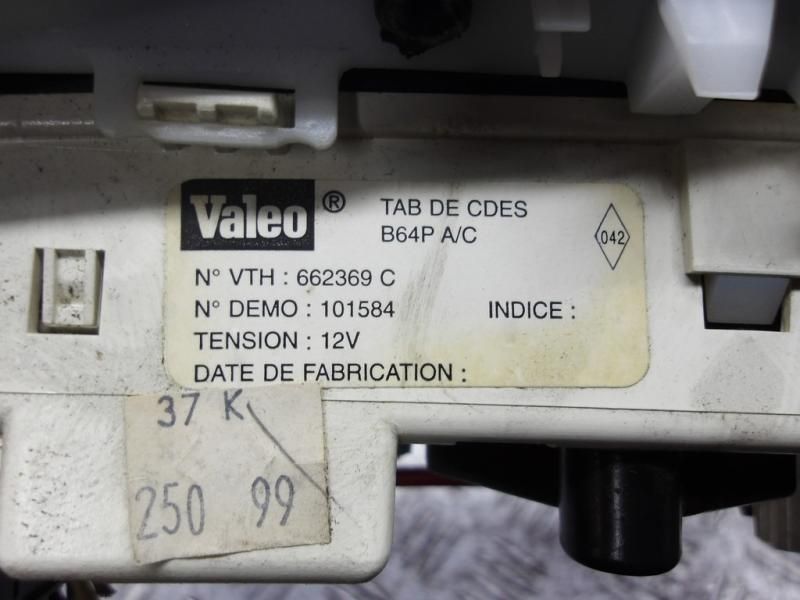 Valeo ®
TAB DE CDES
B64P A/C
042
N° VTH : 662369 C
N° DEMO : 101584 INDICE :
TENSION : 12V
DATE DE FABRICATION :
37 K
250 99